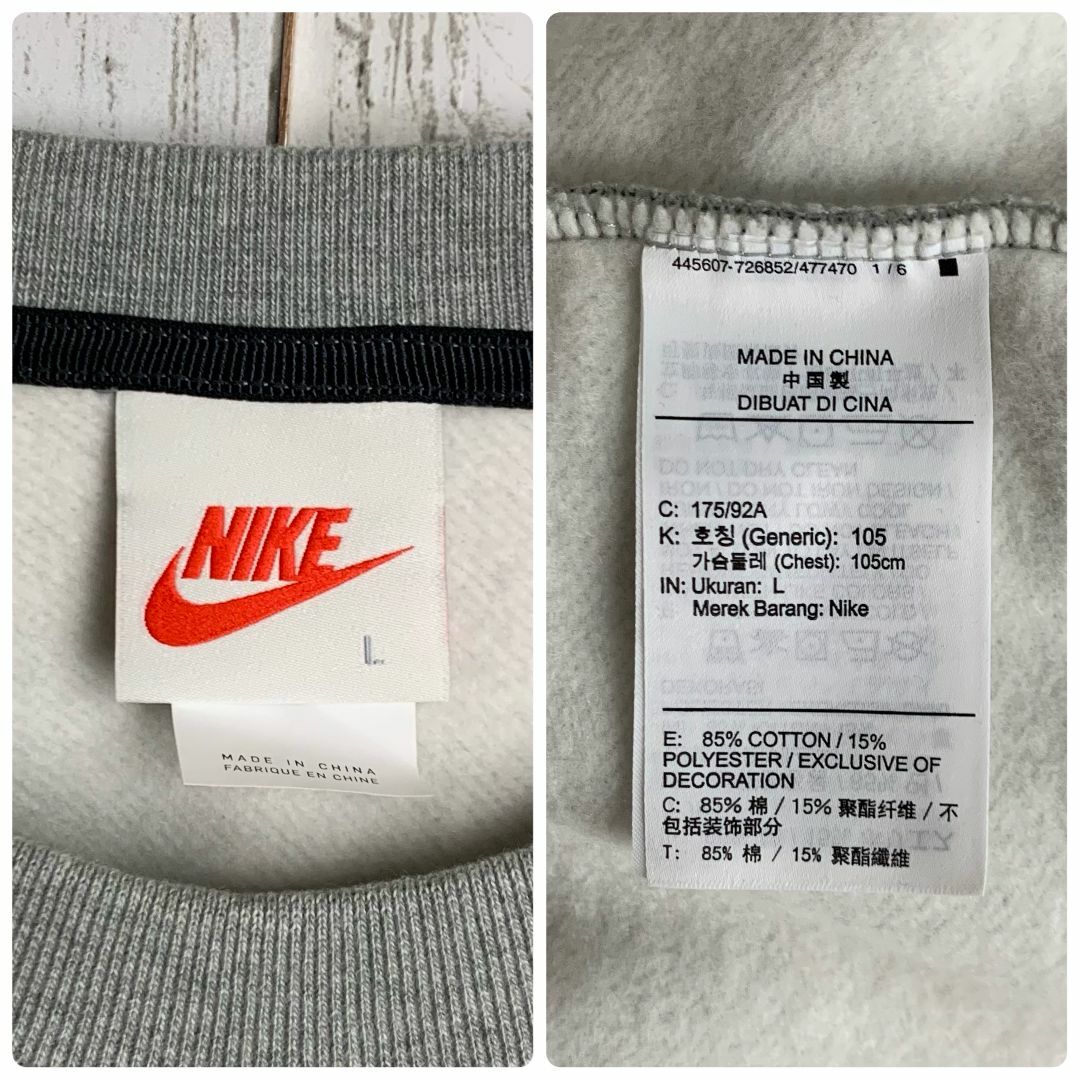 NIKE
L
MADE IN CHINA
FABRIQUE EN CHINE
445607-726852/477470 1 / 6
MADE IN CHINA
中国製
DIBUAT DI CINA
C: 175/92A
K: 호칭 (Generic): 105
가슴둘레 (Chest): 105cm
IN: Ukuran: L
Merek Barang: Nike
E: 85% COTTON / 15%
POLYESTER / EXCLUSIVE OF
DECORATION
C: 85% 棉 / 15% 聚酯纤维 / 不
包括装饰部分
T: 85% 棉 / 15% 聚酯纖維